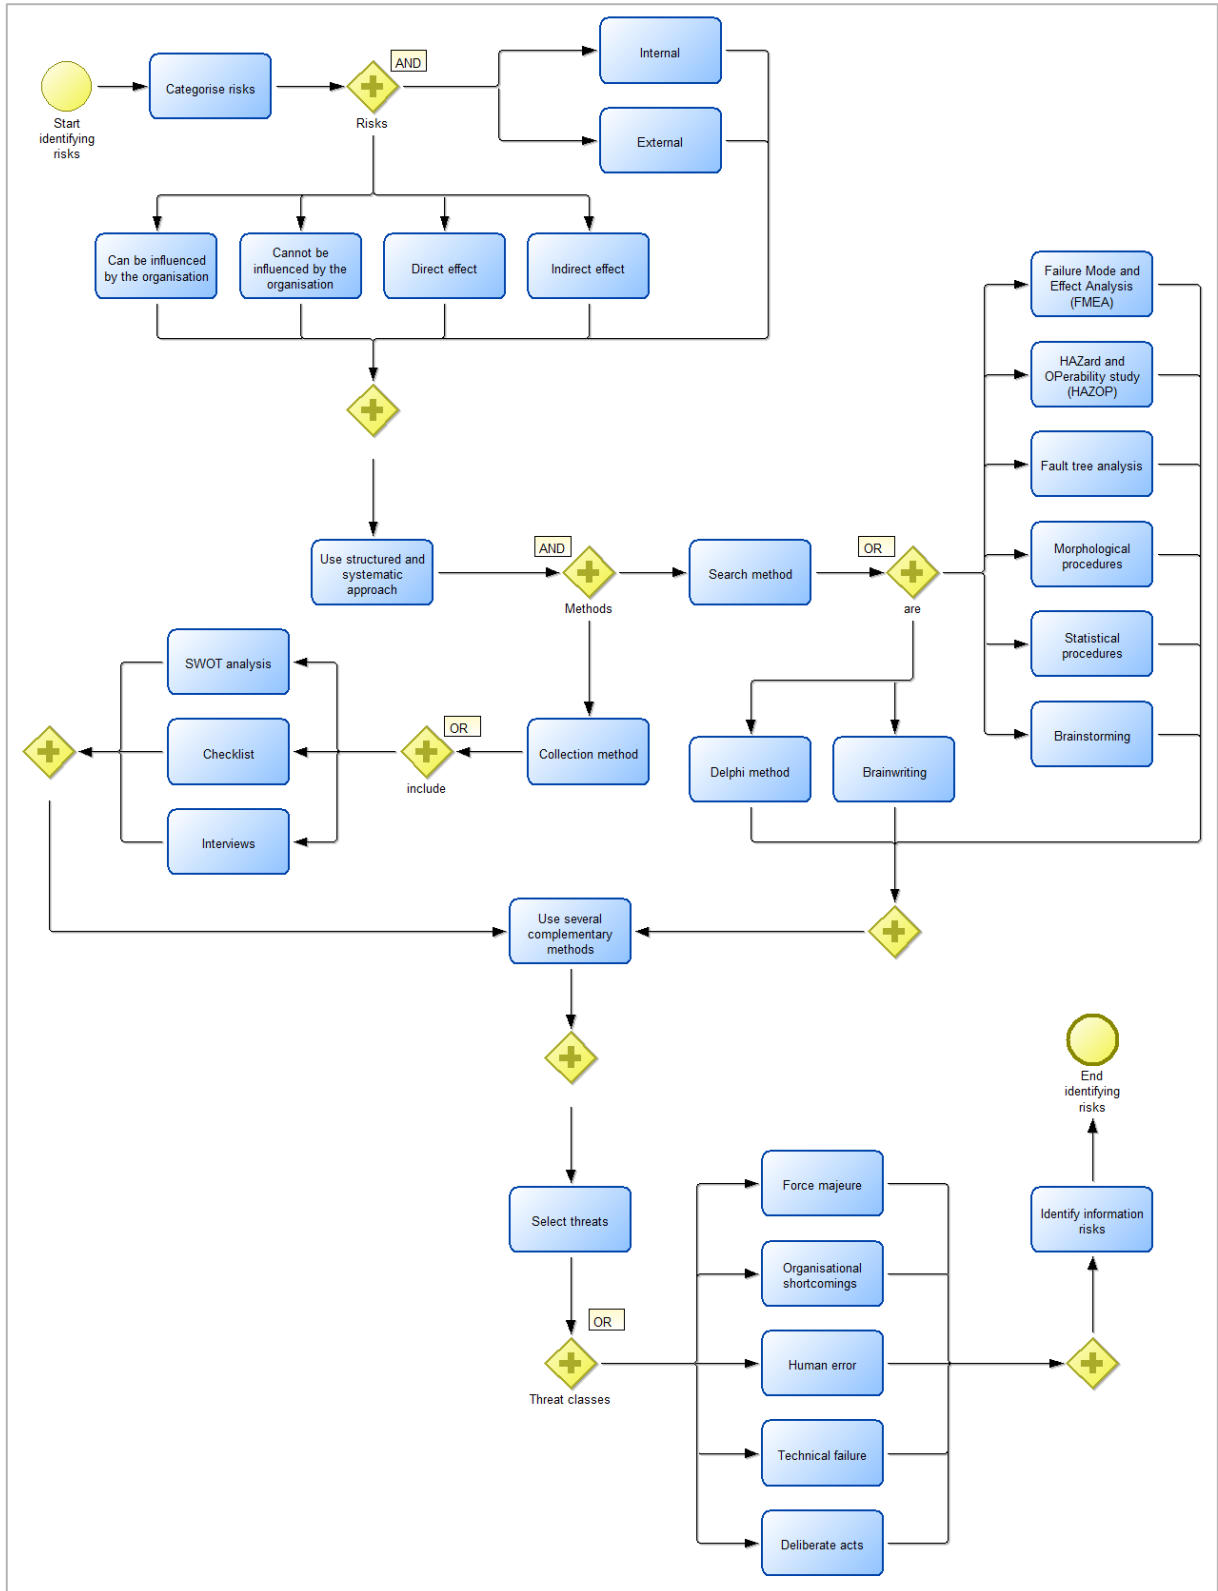 Start
identifying
risks
Categorise risks
AND
Risks
Internal
External
Can be influenced
by the organisation
Cannot be
influenced by the
organisation
Direct effect
Indirect effect
Failure Mode and
Effect Analysis
(FMEA)
HAZard and
OPerability study
(HAZOP)
Fault tree analysis
Morphological
procedures
Statistical
procedures
Brainstorming
Use structured and
systematic
approach
AND
Methods
Search method
OR
are
SWOT analysis
Checklist
Interviews
OR
include
Collection method
Delphi method
Brainwriting
Use several
complementary
methods
Select threats
OR
Threat classes
Force majeure
Organisational
shortcomings
Human error
Technical failure
Deliberate acts
Identify information
risks
End
identifying
risks